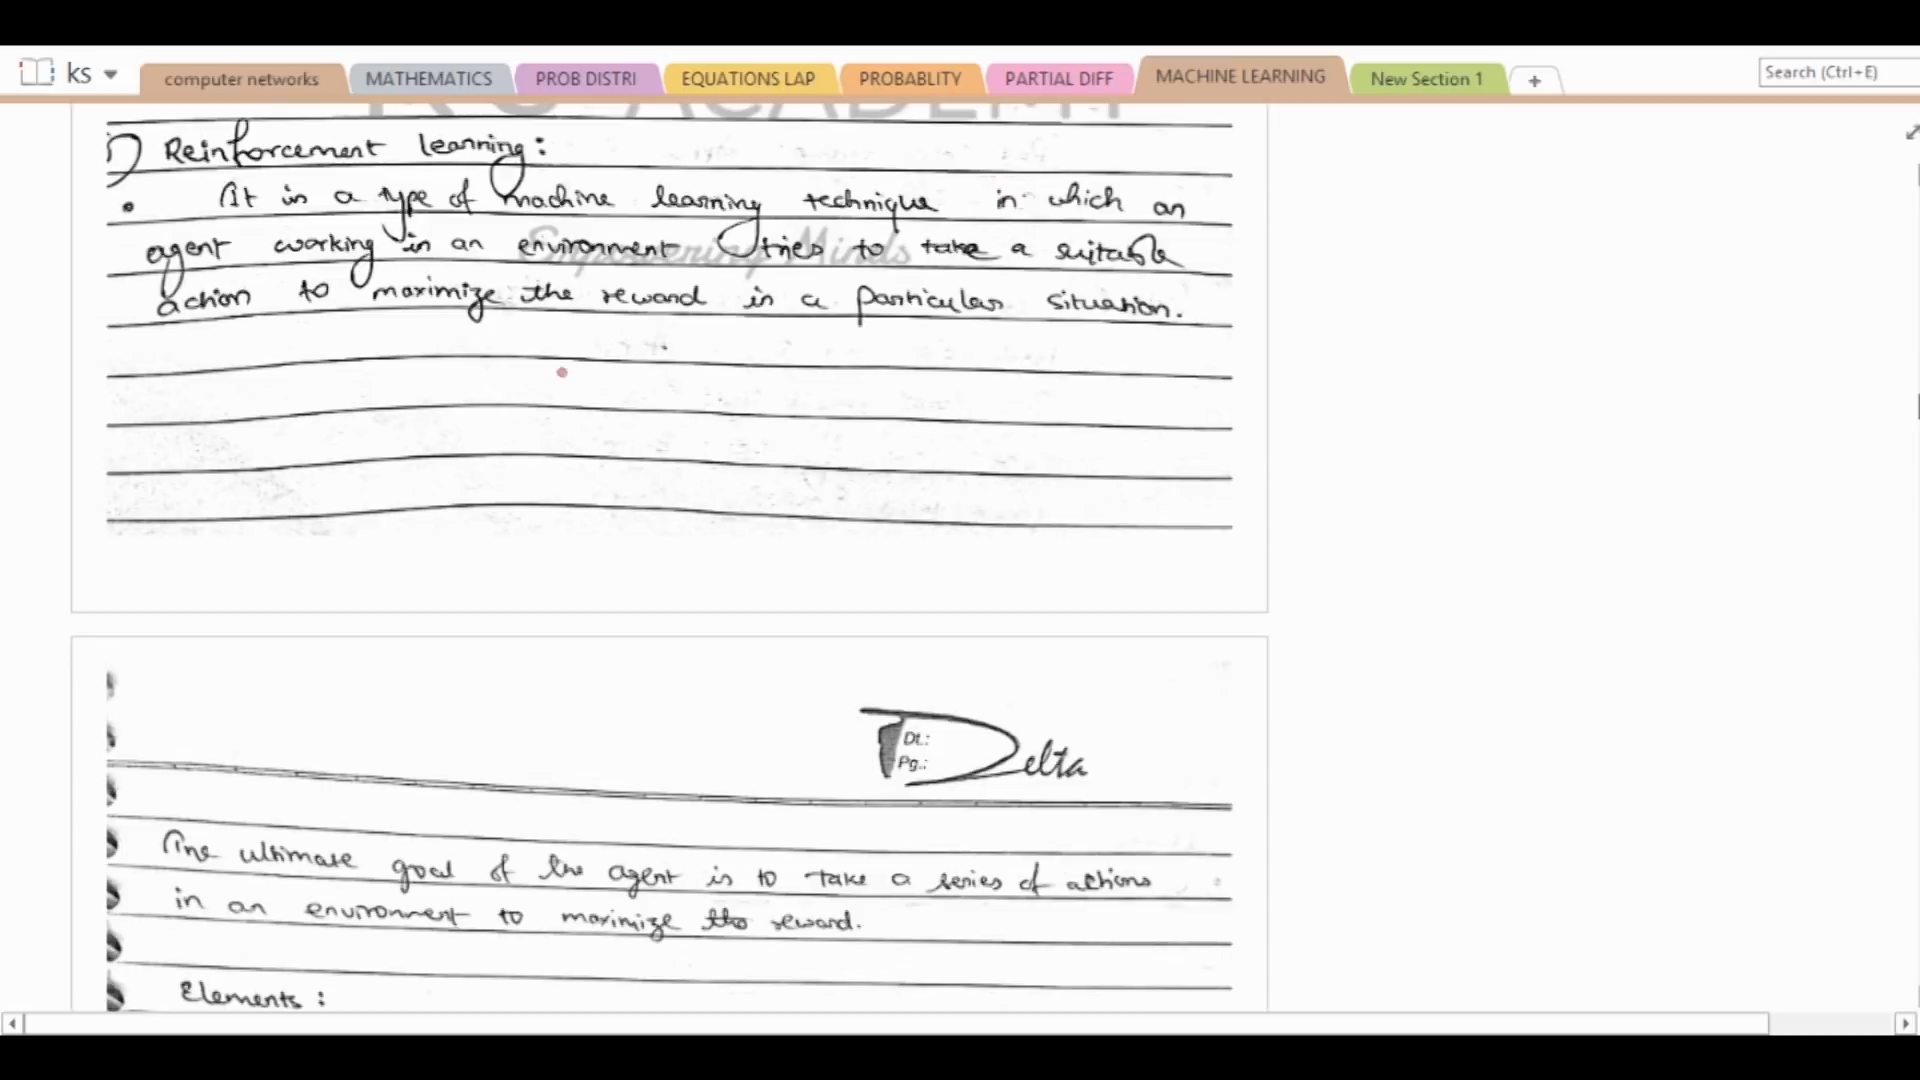 ks
computer networks
MATHEMATICS
PROB DISTRI
EQUATIONS LAP
PROBABLITY
PARTIAL DIFF
MACHINE LEARNING
New Section 1
+
Search (Ctrl+E)
Reinforcement learning:
• It is a type of machine learning technique in which an
agent working in an environment tries to take a suitable
action to maximize the reward in a particular situation.
Empowering Minds
Dt.:
Pg.:
Delta
The ultimate goal of the agent is to take a series of actions
in an environment to maximize the reward.
Elements: